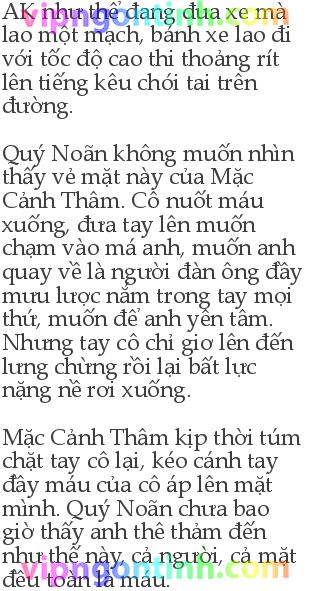 AK như thể đang đua xe mà
vipngontinh.com
lao một mạch, bánh xe lao đi
với tốc độ cao thi thoảng rít
lên tiếng kêu chói tai trên
đường.
Quý Noãn không muốn nhìn
thấy vẻ mặt này của Mặc
Cảnh Thâm. Cô nuốt máu
xuống, đưa tay lên muốn
chạm vào má anh, muốn anh
quay về là người đàn ông đầy
mưu lược nắm trong tay mọi
thứ, muốn để anh yên tâm.
Nhưng tay cô chỉ giơ lên đến
lưng chừng rồi lại bất lực
nặng nề rơi xuống.
Mặc Cảnh Thâm kịp thời túm
chặt tay cô lại, kéo cánh tay
đầy máu của cô áp lên mặt
mình. Quý Noãn chưa bao
giờ thấy anh thê thảm đến
như thế này, cả người, cả mặt
vipngontinh.com
đều toàn là máu.